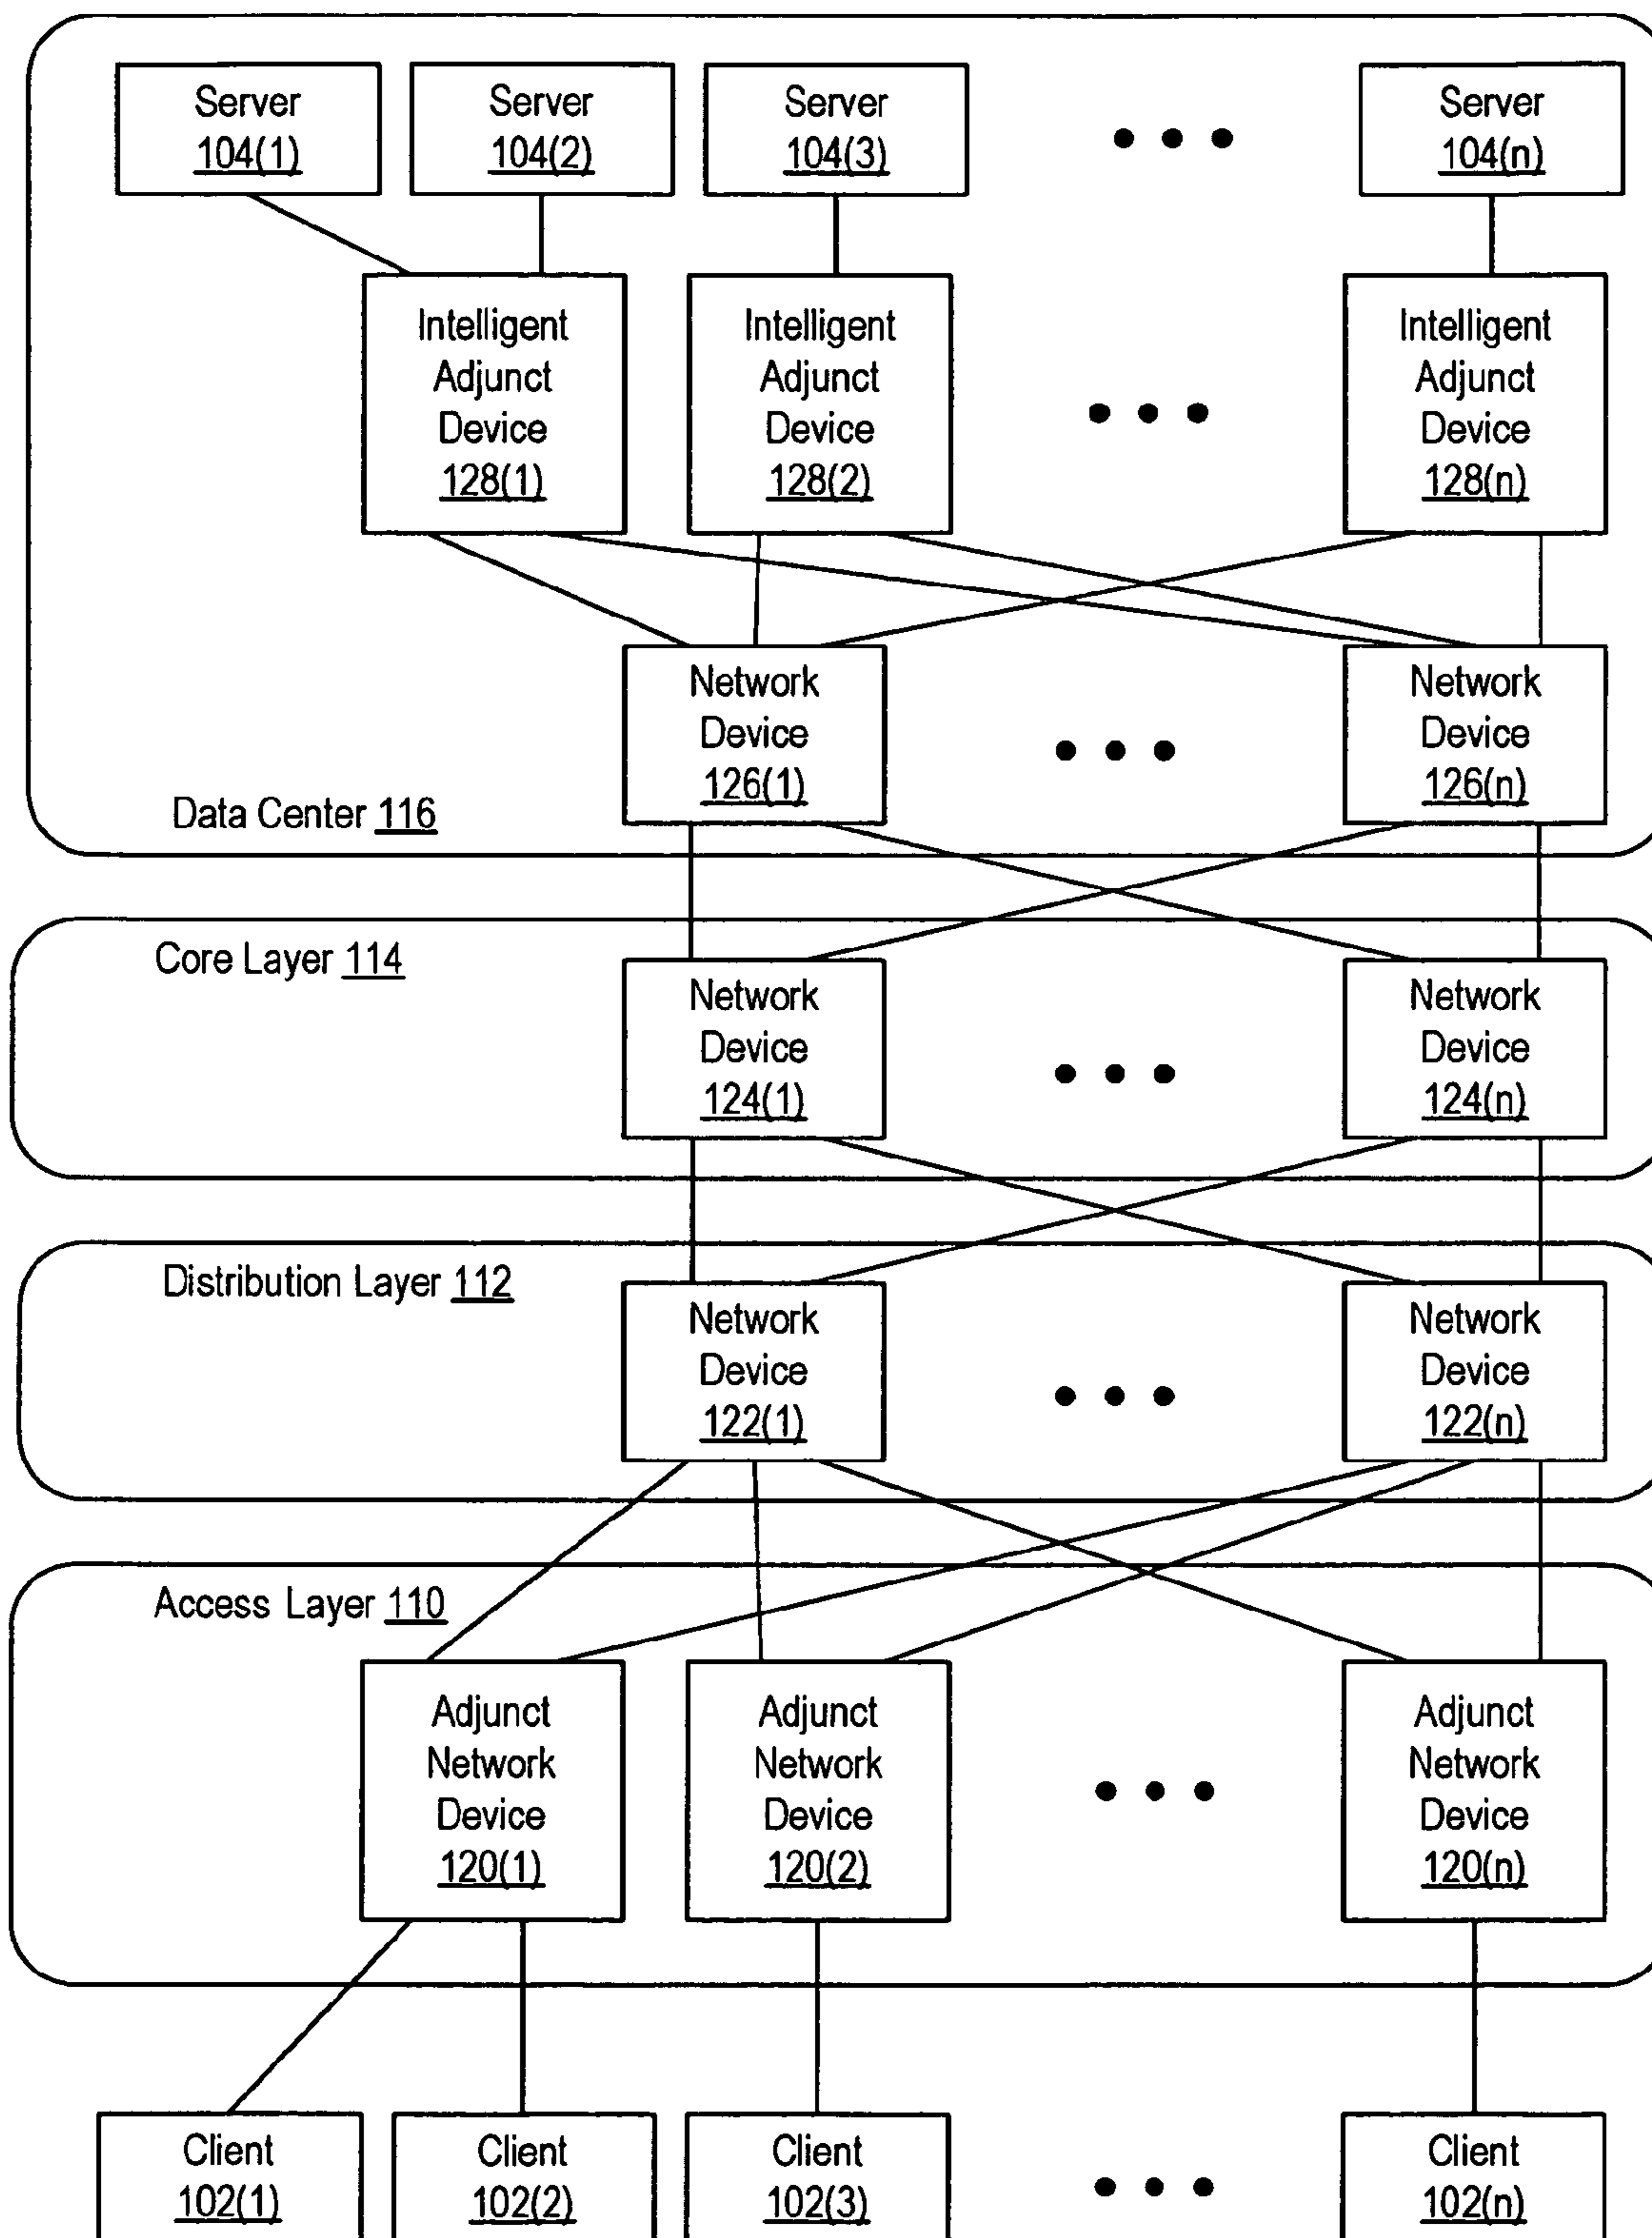 Server
104(1)
Server
104(2)
Server
104(3)
Server
104(n)
Intelligent
Adjunct
Device
128(1)
Intelligent
Adjunct
Device
128(2)
Intelligent
Adjunct
Device
128(n)
Network
Device
126(1)
Network
Device
126(n)
Data Center 116
Core Layer 114
Network
Device
124(1)
Network
Device
124(n)
Distribution Layer 112
Network
Device
122(1)
Network
Device
122(n)
Access Layer 110
Adjunct
Network
Device
120(1)
Adjunct
Network
Device
120(2)
Adjunct
Network
Device
120(n)
Client
102(1)
Client
102(2)
Client
102(3)
Client
102(n)